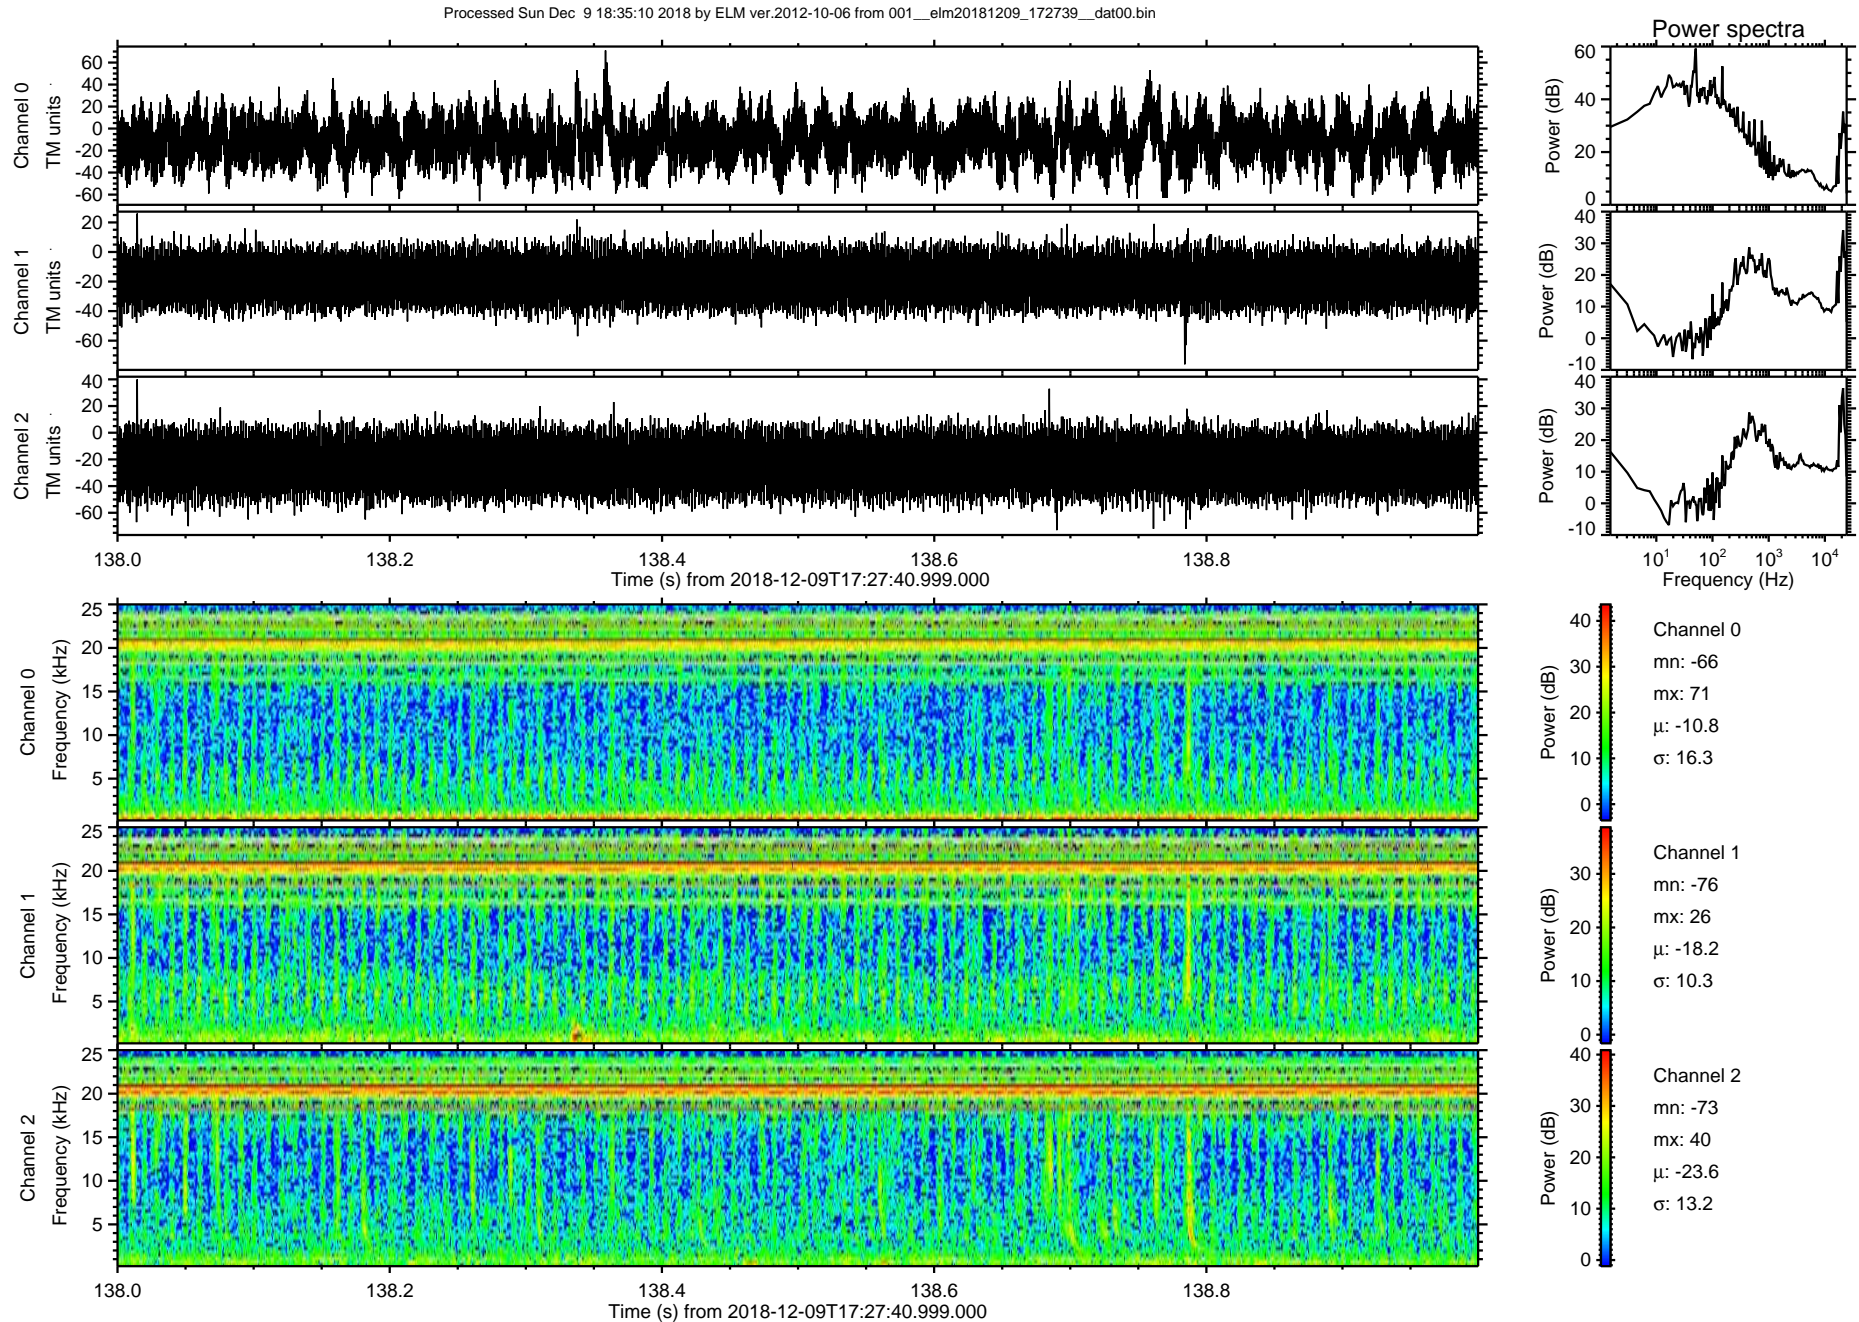 Processed Sun Dec 9 18:35:10 2018 by ELM ver.2012-10-06 from 001__elm20181209_172739__dat00.bin
Power spectra
Channel 0
TM units
60
40
20
0
-20
-40
-60
Power (dB)
60
40
20
0
Channel 1
TM units
20
0
-20
-40
-60
Power (dB)
40
30
20
10
0
-10
Channel 2
TM units
40
20
0
-20
-40
-60
Power (dB)
40
30
20
10
0
-10
138.0 138.2 138.4 138.6 138.8
Time (s) from 2018-12-09T17:27:40.999.000
10¹ 10² 10³ 10⁴
Frequency (Hz)
Channel 0
Frequency (kHz)
25
20
15
10
5
Power (dB)
40
30
20
10
0
Channel 0
mn: -66
mx: 71
μ: -10.8
σ: 16.3
Channel 1
Frequency (kHz)
25
20
15
10
5
Power (dB)
30
20
10
0
Channel 1
mn: -76
mx: 26
μ: -18.2
σ: 10.3
Channel 2
Frequency (kHz)
25
20
15
10
5
Power (dB)
40
30
20
10
0
Channel 2
mn: -73
mx: 40
μ: -23.6
σ: 13.2
138.0 138.2 138.4 138.6 138.8
Time (s) from 2018-12-09T17:27:40.999.000